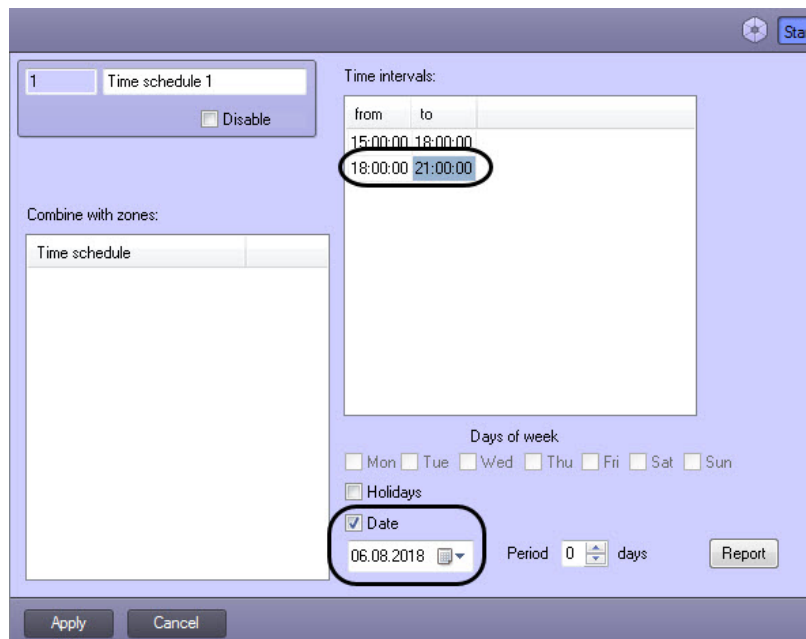 Sta
1 Time schedule 1
Disable
Combine with zones:
Time schedule
Time intervals:
from to
15:00:00 18:00:00
18:00:00 21:00:00
Days of week
Mon Tue Wed Thu Fri Sat Sun
Holidays
Date
06.08.2018 Period 0 days Report
Apply Cancel